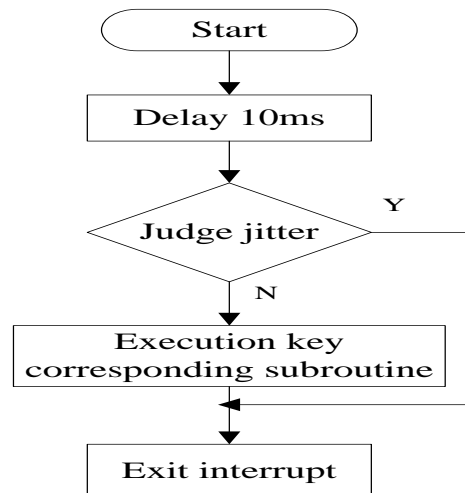 Start
Delay 10ms
Judge jitter
Y
N
Execution key
corresponding subroutine
Exit interrupt